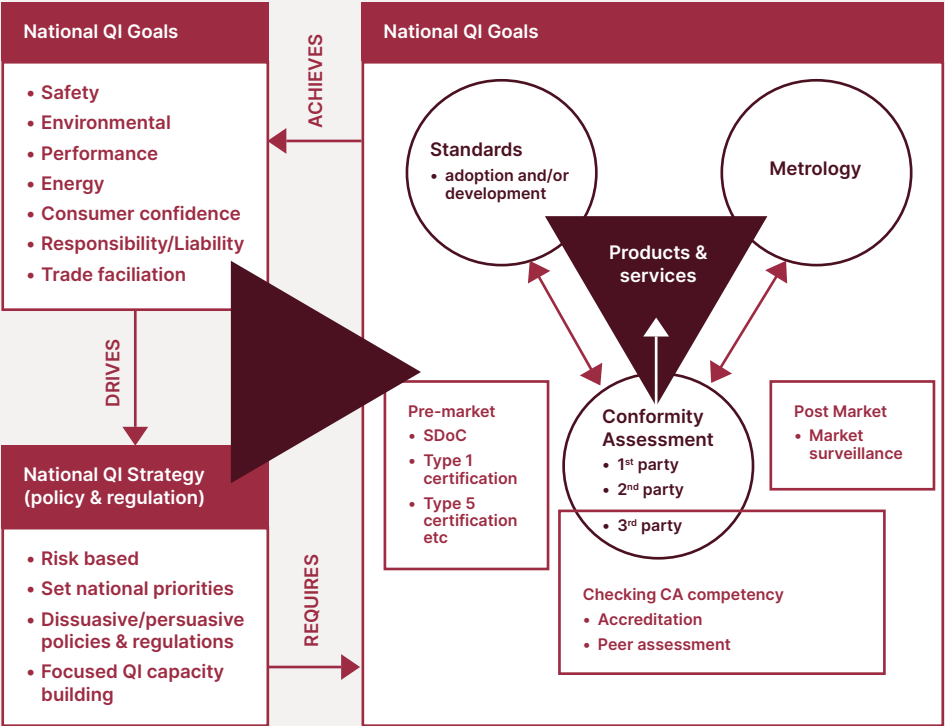 National QI Goals
• Safety
• Environmental
• Performance
• Energy
• Consumer confidence
• Responsibility/Liability
• Trade faciliation
DRIVES
National QI Strategy
(policy & regulation)
• Risk based
• Set national priorities
• Dissuasive/persuasive
policies & regulations
• Focused QI capacity
building
ACHIEVES
REQUIRES
National QI Goals
Standards
• adoption and/or
development
Metrology
Products &
services
Pre-market
• SDoC
• Type 1
certification
• Type 5
certification
etc
Conformity
Assessment
• 1st party
• 2nd party
• 3rd party
Post Market
• Market
surveillance
Checking CA competency
• Accreditation
• Peer assessment